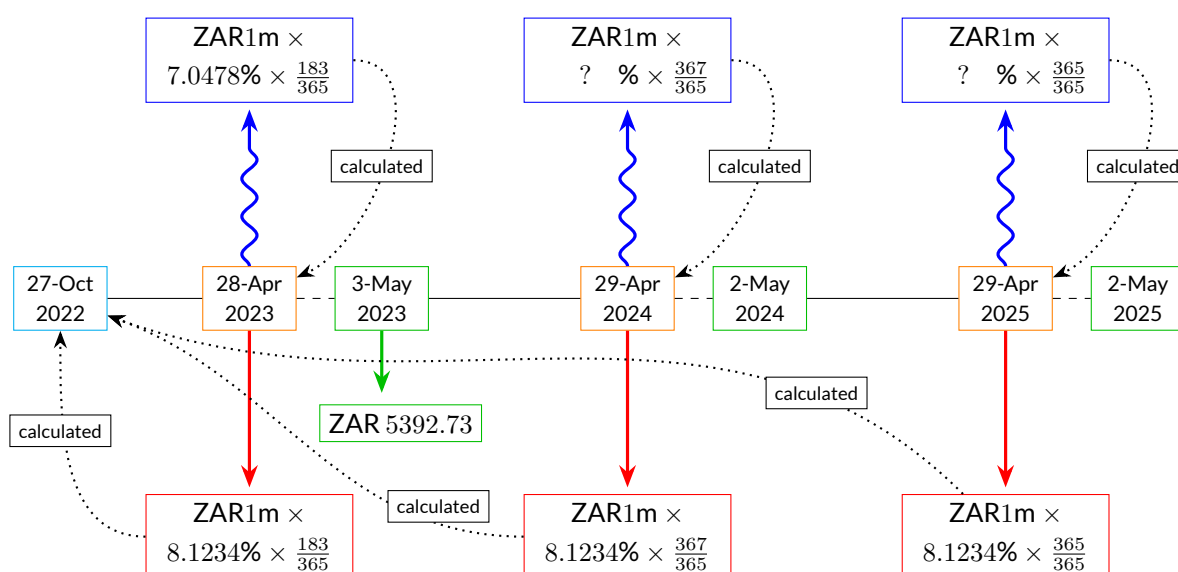 ZAR1m ×
7.0478% × 183/365
ZAR1m ×
? % × 367/365
ZAR1m ×
? % × 365/365
calculated
calculated
calculated
27-Oct
2022
28-Apr
2023
3-May
2023
29-Apr
2024
2-May
2024
29-Apr
2025
2-May
2025
calculated
ZAR 5392.73
calculated
calculated
ZAR1m ×
8.1234% × 183/365
ZAR1m ×
8.1234% × 367/365
ZAR1m ×
8.1234% × 365/365